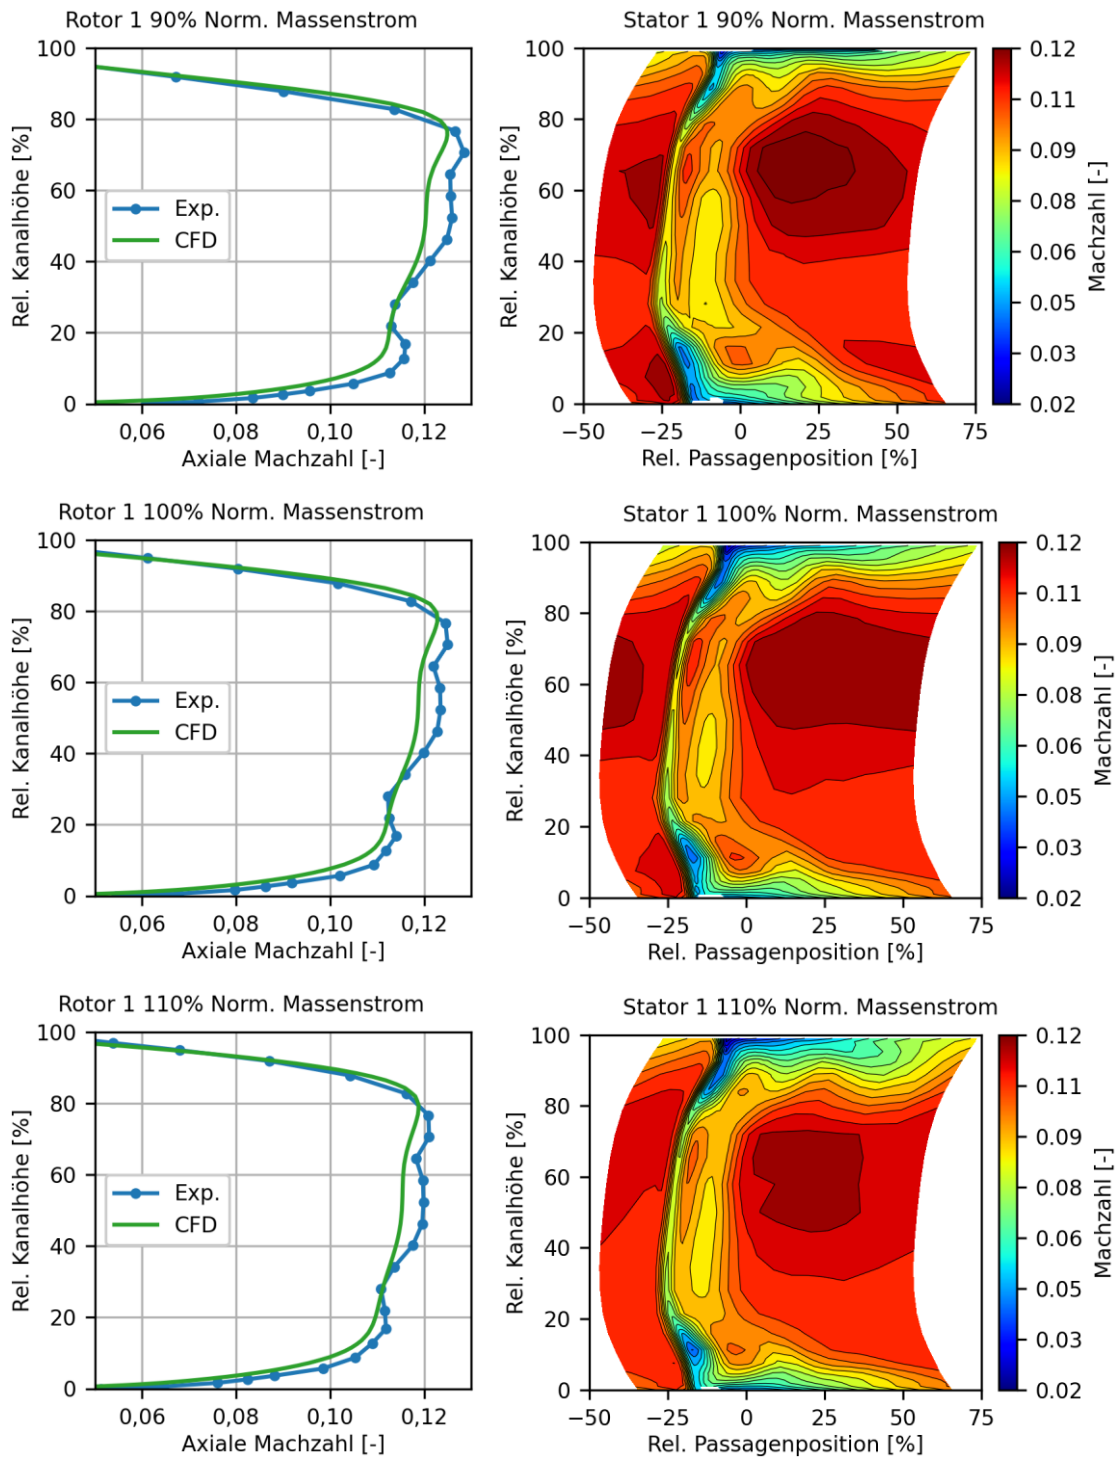 Rotor 1 90% Norm. Massenstrom
100
80
60
40
20
0
Rel. Kanalhöhe [%]
Exp.
CFD
0,06 0,08 0,10 0,12
Axiale Machzahl [-]
Stator 1 90% Norm. Massenstrom
100
80
60
40
20
0
Rel. Kanalhöhe [%]
−50 −25 0 25 50 75
Rel. Passagenposition [%]
0.12
0.11
0.09
0.08
0.06
0.05
0.03
0.02
Machzahl [-]
Rotor 1 100% Norm. Massenstrom
100
80
60
40
20
0
Rel. Kanalhöhe [%]
Exp.
CFD
0,06 0,08 0,10 0,12
Axiale Machzahl [-]
Stator 1 100% Norm. Massenstrom
100
80
60
40
20
0
Rel. Kanalhöhe [%]
−50 −25 0 25 50 75
Rel. Passagenposition [%]
0.12
0.11
0.09
0.08
0.06
0.05
0.03
0.02
Machzahl [-]
Rotor 1 110% Norm. Massenstrom
100
80
60
40
20
0
Rel. Kanalhöhe [%]
Exp.
CFD
0,06 0,08 0,10 0,12
Axiale Machzahl [-]
Stator 1 110% Norm. Massenstrom
100
80
60
40
20
0
Rel. Kanalhöhe [%]
−50 −25 0 25 50 75
Rel. Passagenposition [%]
0.12
0.11
0.09
0.08
0.06
0.05
0.03
0.02
Machzahl [-]